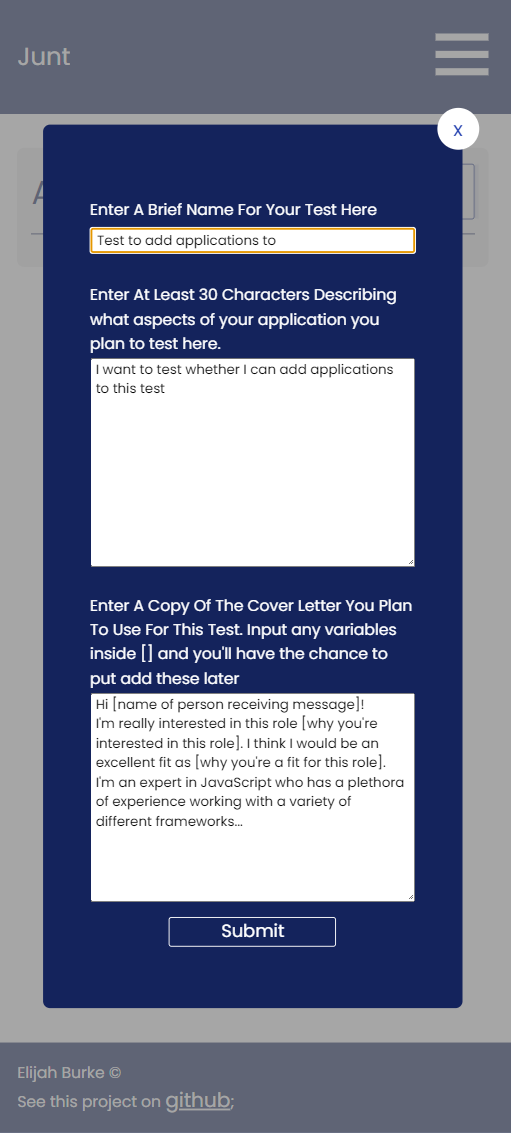 Junt
x
A
Enter A Brief Name For Your Test Here
Test to add applications to
Enter At Least 30 Characters Describing
what aspects of your application you
plan to test here.
I want to test whether I can add applications
to this test
Enter A Copy Of The Cover Letter You Plan
To Use For This Test. Input any variables
inside [] and you'll have the chance to
put add these later
Hi [name of person receiving message]!
I'm really interested in this role [why you're
interested in this role]. I think I would be an
excellent fit as [why you're a fit for this role].
I'm an expert in JavaScript who has a plethora
of experience working with a variety of
different frameworks...
Submit
Elijah Burke ©
See this project on github;